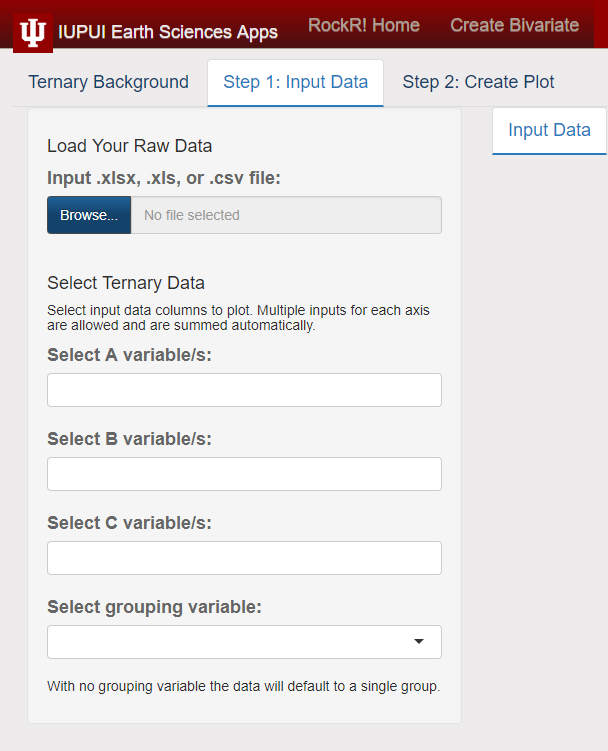 IUPUI Earth Sciences Apps
RockR! Home
Create Bivariate
Ternary Background
Step 1: Input Data
Step 2: Create Plot
Load Your Raw Data
Input .xlsx, .xls, or .csv file:
Browse...
No file selected
Select Ternary Data
Select input data columns to plot. Multiple inputs for each axis
are allowed and are summed automatically.
Select A variable/s:
Select B variable/s:
Select C variable/s:
Select grouping variable:
With no grouping variable the data will default to a single group.
Input Data